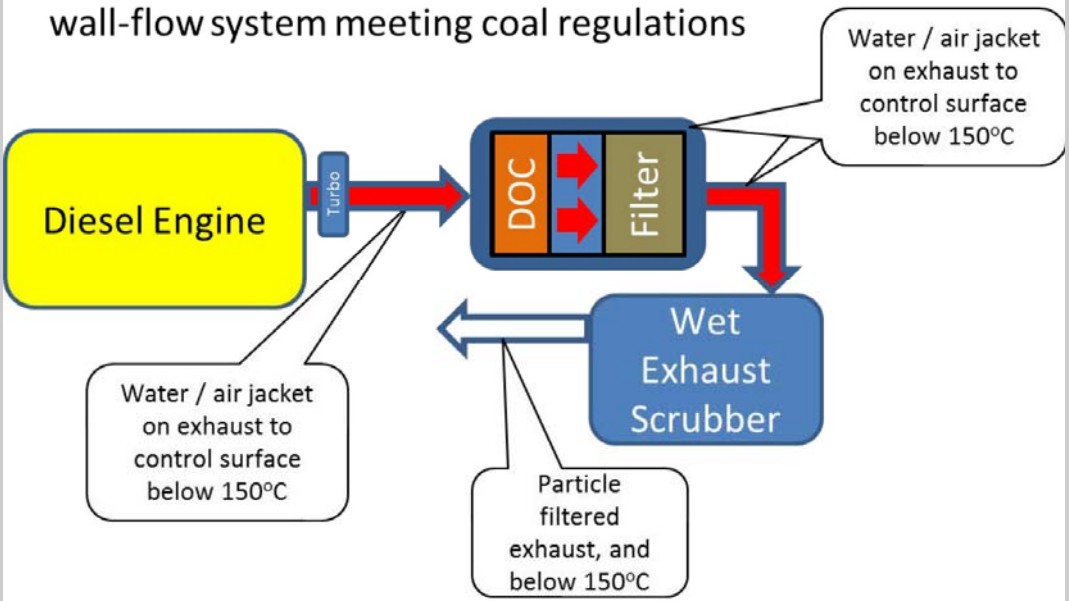 wall-flow system meeting coal regulations
Water / air jacket
on exhaust to
control surface
below 150°C
Diesel Engine
Turbo
DOC
Filter
Wet
Exhaust
Scrubber
Water / air jacket
on exhaust to
control surface
below 150°C
Particle
filtered
exhaust, and
below 150°C